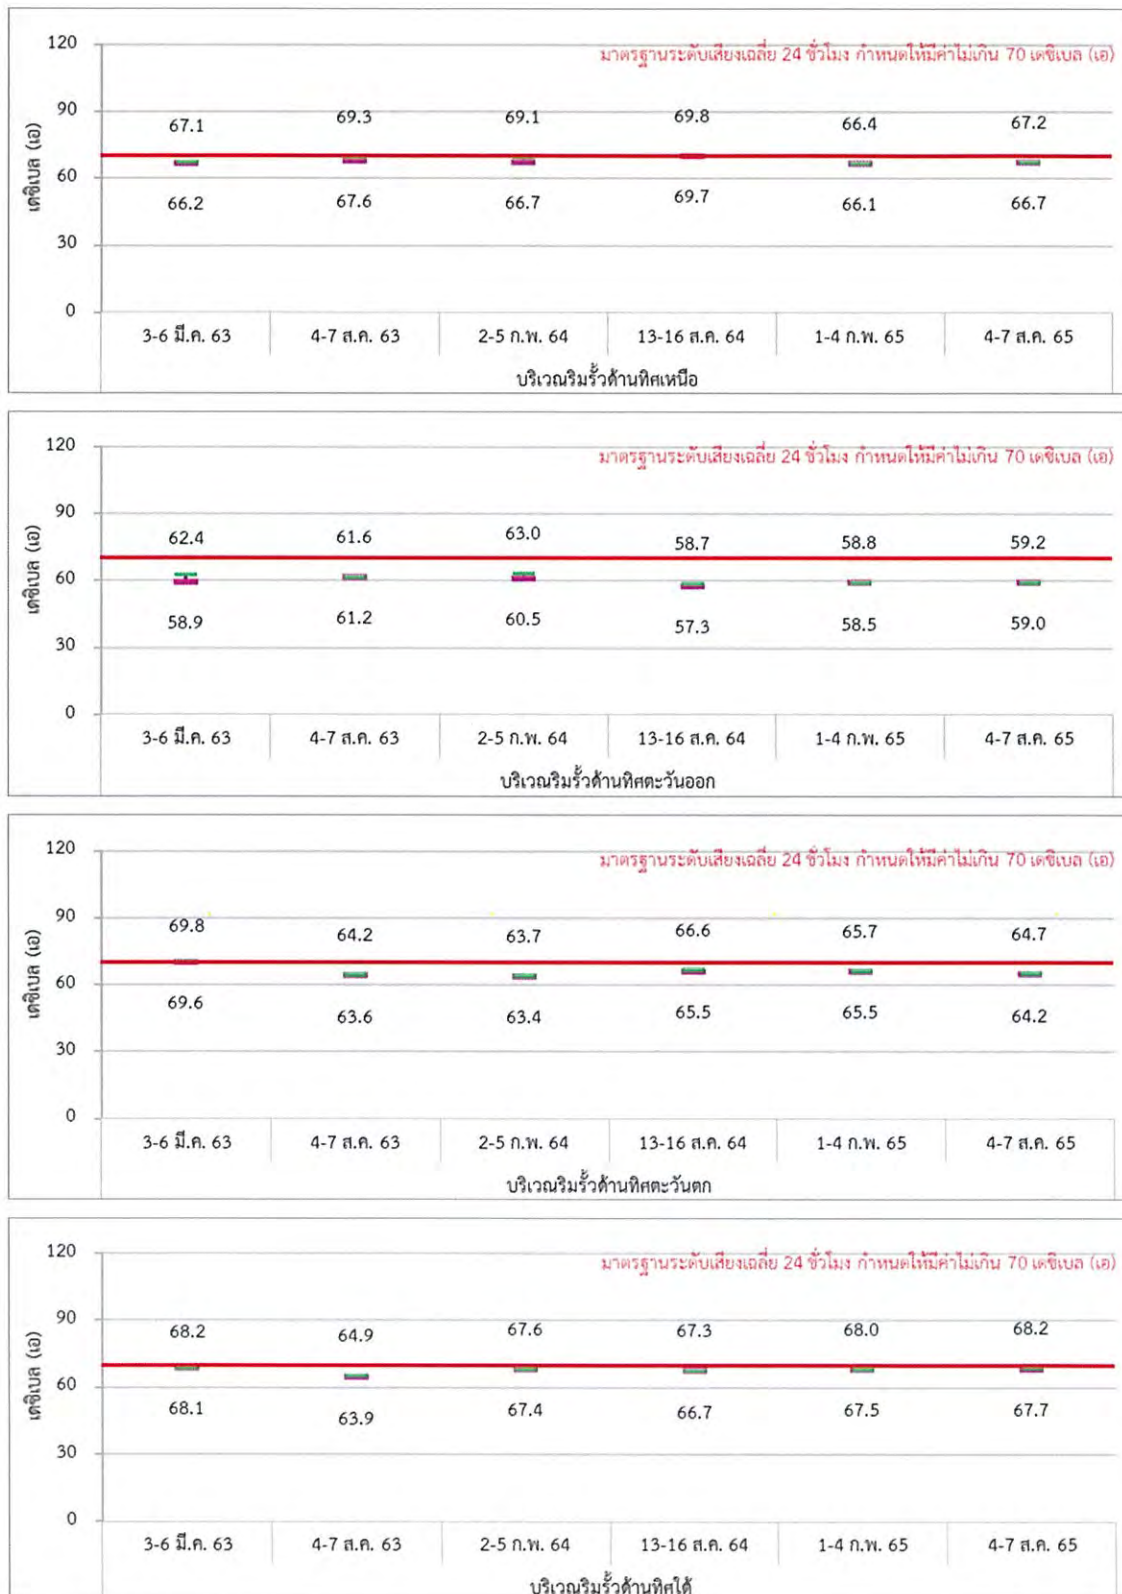 120
มาตรฐานระดับเสียงเฉลี่ย 24 ชั่วโมง กำหนดให้มีค่าไม่เกิน 70 เดซิเบล (เอ)
90
67.1 69.3 69.1 69.8 66.4 67.2
เดซิเบล (เอ)
60
66.2 67.6 66.7 69.7 66.1 66.7
30
0
3-6 มี.ค. 63 4-7 ส.ค. 63 2-5 ก.พ. 64 13-16 ส.ค. 64 1-4 ก.พ. 65 4-7 ส.ค. 65
บริเวณริมรั้วด้านทิศเหนือ
120
มาตรฐานระดับเสียงเฉลี่ย 24 ชั่วโมง กำหนดให้มีค่าไม่เกิน 70 เดซิเบล (เอ)
90
62.4 61.6 63.0 58.7 58.8 59.2
เดซิเบล (เอ)
60
58.9 61.2 60.5 57.3 58.5 59.0
30
0
3-6 มี.ค. 63 4-7 ส.ค. 63 2-5 ก.พ. 64 13-16 ส.ค. 64 1-4 ก.พ. 65 4-7 ส.ค. 65
บริเวณริมรั้วด้านทิศตะวันออก
120
มาตรฐานระดับเสียงเฉลี่ย 24 ชั่วโมง กำหนดให้มีค่าไม่เกิน 70 เดซิเบล (เอ)
90
69.8 64.2 63.7 66.6 65.7 64.7
เดซิเบล (เอ)
60
69.6 63.6 63.4 65.5 65.5 64.2
30
0
3-6 มี.ค. 63 4-7 ส.ค. 63 2-5 ก.พ. 64 13-16 ส.ค. 64 1-4 ก.พ. 65 4-7 ส.ค. 65
บริเวณริมรั้วด้านทิศตะวันตก
120
มาตรฐานระดับเสียงเฉลี่ย 24 ชั่วโมง กำหนดให้มีค่าไม่เกิน 70 เดซิเบล (เอ)
90
68.2 64.9 67.6 67.3 68.0 68.2
เดซิเบล (เอ)
60
68.1 63.9 67.4 66.7 67.5 67.7
30
0
3-6 มี.ค. 63 4-7 ส.ค. 63 2-5 ก.พ. 64 13-16 ส.ค. 64 1-4 ก.พ. 65 4-7 ส.ค. 65
บริเวณริมรั้วด้านทิศใต้